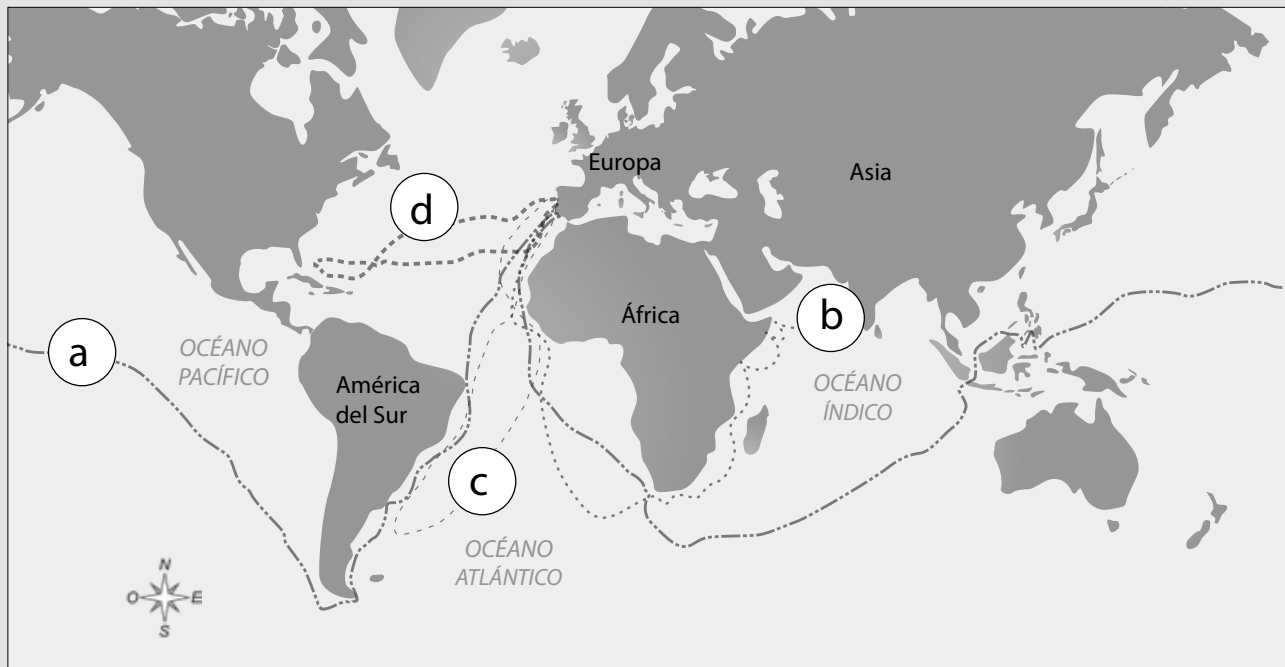 d
Europa
Asia
África
b
a
OCÉANO
PACÍFICO
América
del Sur
OCÉANO
ÍNDICO
c
OCÉANO
ATLÁNTICO
N
O
E
S